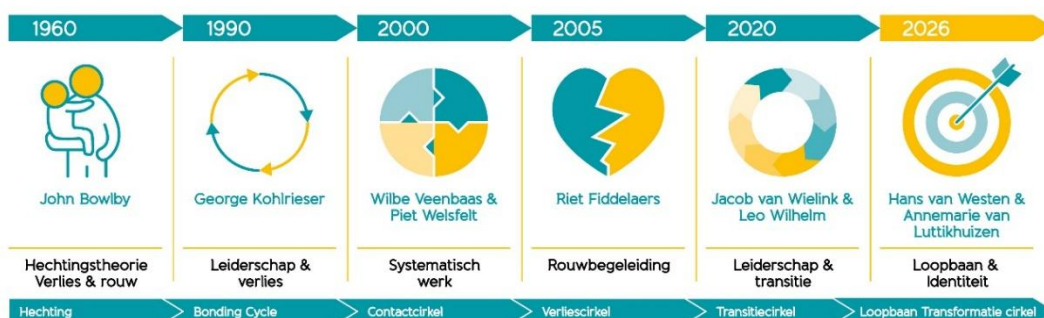 1960
1990
2000
2005
2020
2026
John Bowlby
George Kohlrieser
Wilbe Veenbaas &
Piet Welsfelt
Riet Fiddelaers
Jacob van Wielink &
Leo Wilhelm
Hans van Westen &
Annemarie van
Luttikhuizen
Hechtingstheorie
Verlies & rouw
Leiderschap &
verlies
Systematisch
werk
Rouwbegeleiding
Leiderschap &
transitie
Loopbaan &
Identiteit
Hechting
Bonding Cycle
Contactcirkel
Verliescirkel
Transitiecirkel
Loopbaan Transformatie cirkel